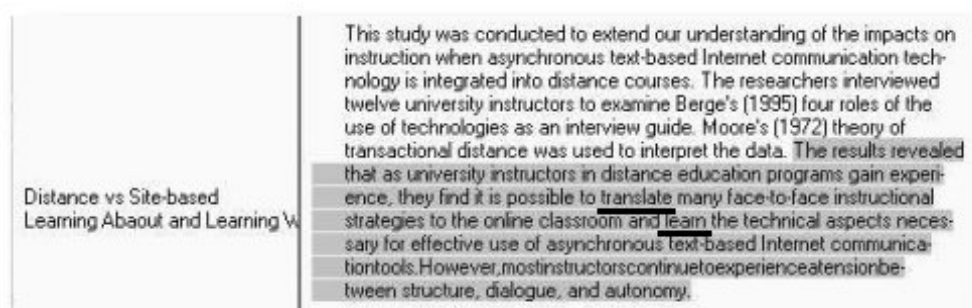 This study was conducted to extend our understanding of the impacts on
instruction when asynchronous text-based Internet communication tech-
nology is integrated into distance courses. The researchers interviewed
twelve university instructors to examine Berge's (1995) four roles of the
use of technologies as an interview guide. Moore's (1972) theory of
transactional distance was used to interpret the data. The results revealed
that as university instructors in distance education programs gain experi-
ence, they find it is possible to translate many face-to-face instructional
strategies to the online classroom and learn the technical aspects neces-
sary for effective use of asynchronous text-based Internet communica-
tiontools.However,mostinstructorscontinuetoexperienceatensionbe-
tween structure, dialogue, and autonomy.
Distance vs Site-based
Learning Abaout and Learning W